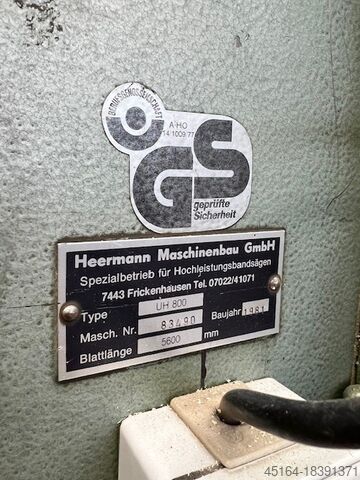 BERUFSGENOSSENSCHAFT
A-HO
14 1009 77
GS
geprüfte
Sicherheit
Heermann Maschinenbau GmbH
Spezialbetrieb für Hochleistungsbandsägen
7443 Frickenhausen Tel. 07022/41071
Type UH 800
Masch. Nr. 83490 Baujahr 1981
Blattlänge 5600 mm
45164-18391371